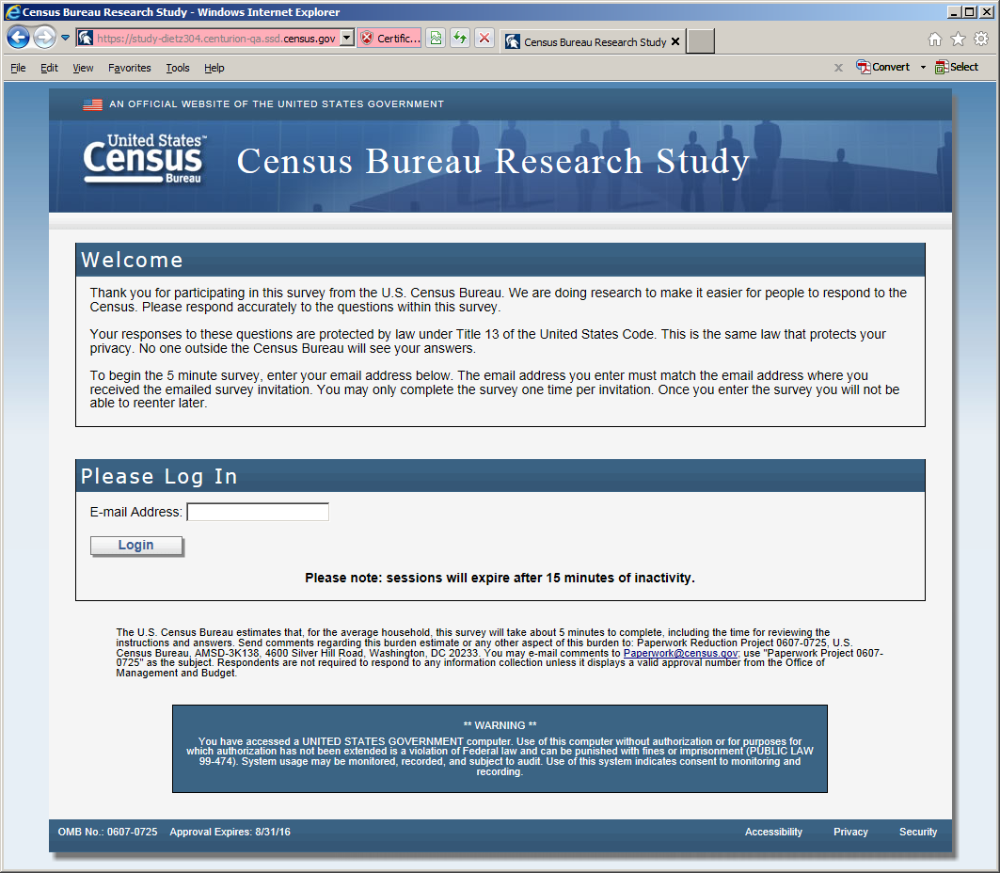 Census Bureau Research Study - Windows Internet Explorer
https://study-dietz304.centurion-qa.ssd.census.gov
Certific...
Census Bureau Research Study
File Edit View Favorites Tools Help
Convert
Select
AN OFFICIAL WEBSITE OF THE UNITED STATES GOVERNMENT
United States™
Census
Bureau
Census Bureau Research Study
Welcome
Thank you for participating in this survey from the U.S. Census Bureau. We are doing research to make it easier for people to respond to the
Census. Please respond accurately to the questions within this survey.
Your responses to these questions are protected by law under Title 13 of the United States Code. This is the same law that protects your
privacy. No one outside the Census Bureau will see your answers.
To begin the 5 minute survey, enter your email address below. The email address you enter must match the email address where you
received the emailed survey invitation. You may only complete the survey one time per invitation. Once you enter the survey you will not be
able to reenter later.
Please Log In
E-mail Address:
Login
Please note: sessions will expire after 15 minutes of inactivity.
The U.S. Census Bureau estimates that, for the average household, this survey will take about 5 minutes to complete, including the time for reviewing the
instructions and answers. Send comments regarding this burden estimate or any other aspect of this burden to: Paperwork Reduction Project 0607-0725, U.S.
Census Bureau, AMSD-3K138, 4600 Silver Hill Road, Washington, DC 20233. You may e-mail comments to Paperwork@census.gov; use "Paperwork Project 0607-
0725" as the subject. Respondents are not required to respond to any information collection unless it displays a valid approval number from the Office of
Management and Budget.
** WARNING **
You have accessed a UNITED STATES GOVERNMENT computer. Use of this computer without authorization or for purposes for
which authorization has not been extended is a violation of Federal law and can be punished with fines or imprisonment (PUBLIC LAW
99-474). System usage may be monitored, recorded, and subject to audit. Use of this system indicates consent to monitoring and
recording.
OMB No.: 0607-0725 Approval Expires: 8/31/16
Accessibility Privacy Security